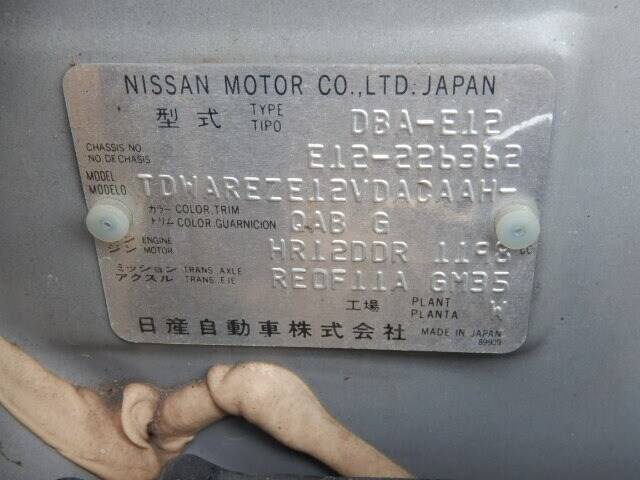 NISSAN MOTOR CO.,LTD. JAPAN
型式 TYPE TIPO DBA-E12
CHASSIS NO. NO.DE CHASIS E12-226362
MODEL MODELO TDWAREZE12VDACAAH-
カラー COLOR, TRIM トリム COLOR, GUARNICION QAB G
ENGINE MOTOR HR12DDR 1198 cc
ミッション TRANS. AXLE アクスル TRANS. EJE RE0F11A GM35
工場 PLANT PLANTA W
日産自動車株式会社 MADE IN JAPAN